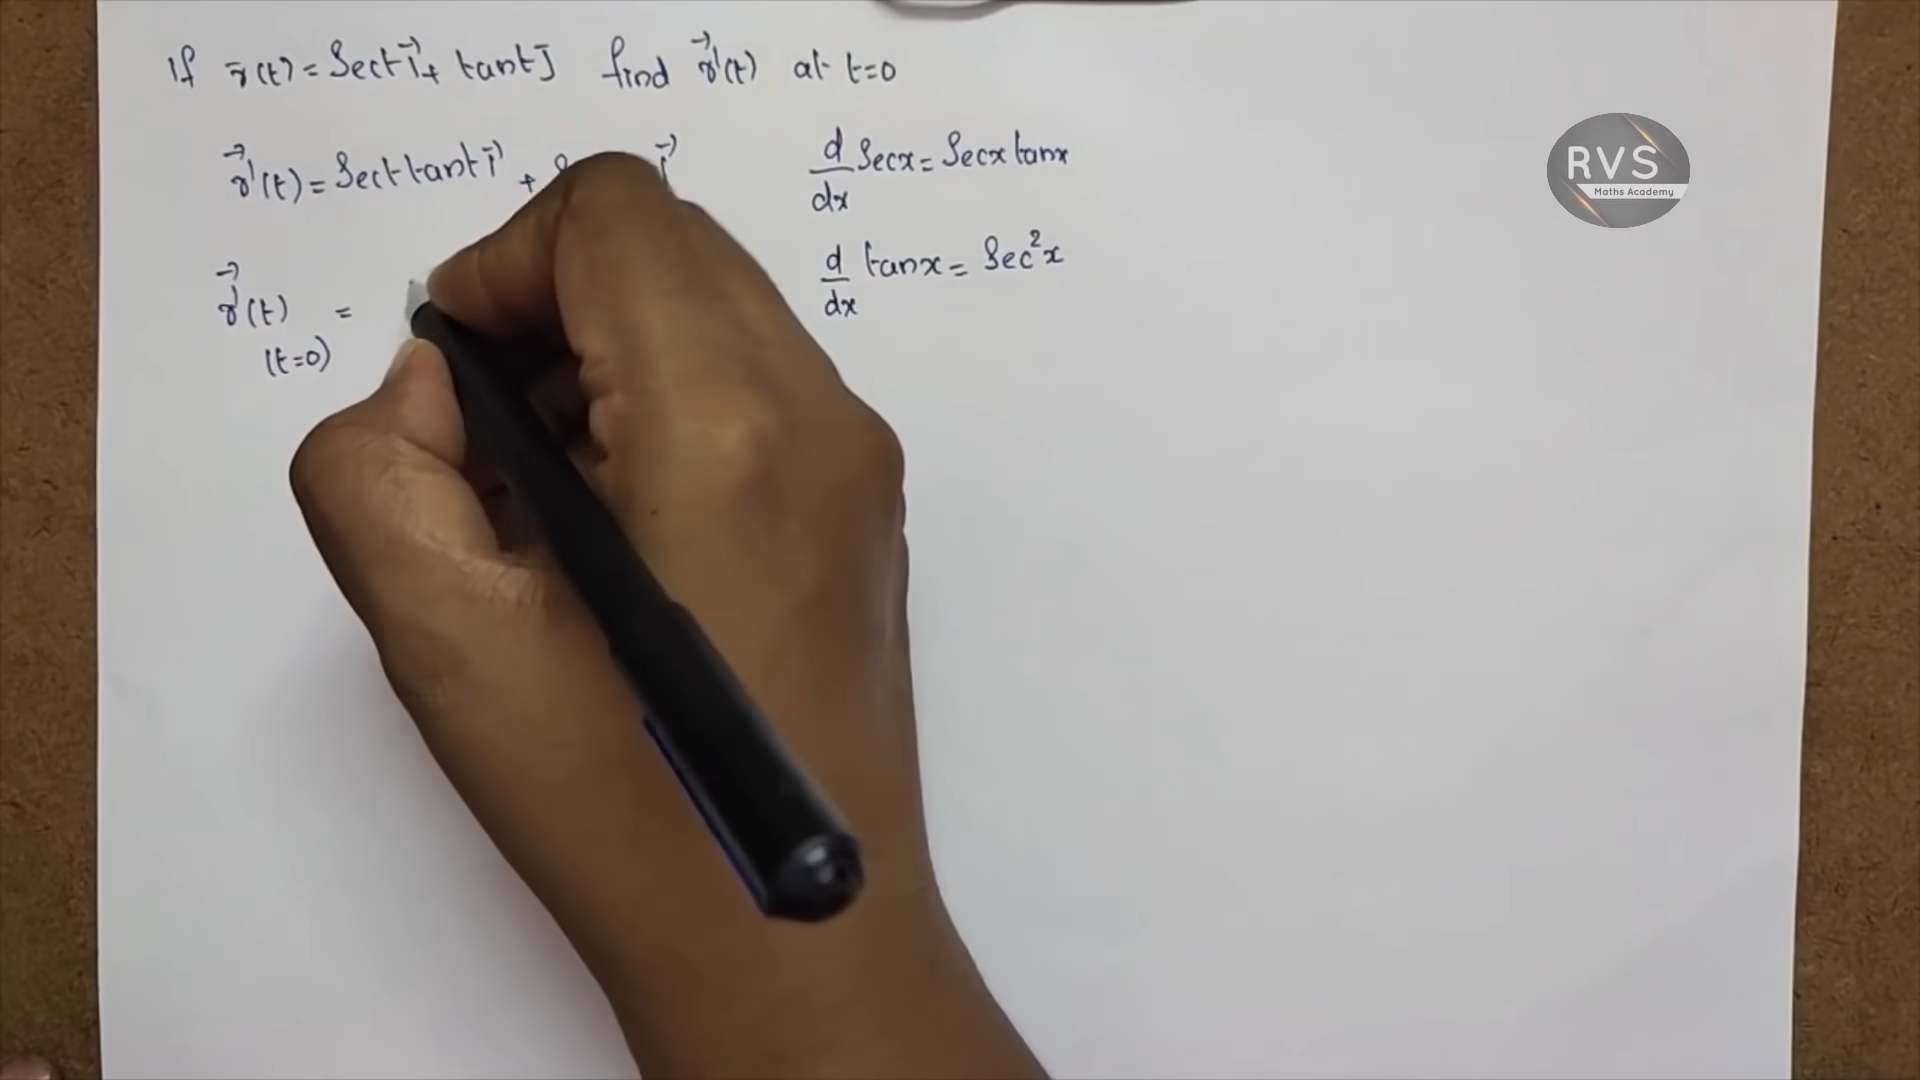 If r̄(t) = Sect i⃗ + tant j find r⃗'(t) at t=0
r⃗'(t) = Sect tant i⃗ +
d/dx Secx = Secx tanx
d/dx tanx = Sec²x
r⃗'(t) =
(t=0)
RVS
Maths Academy